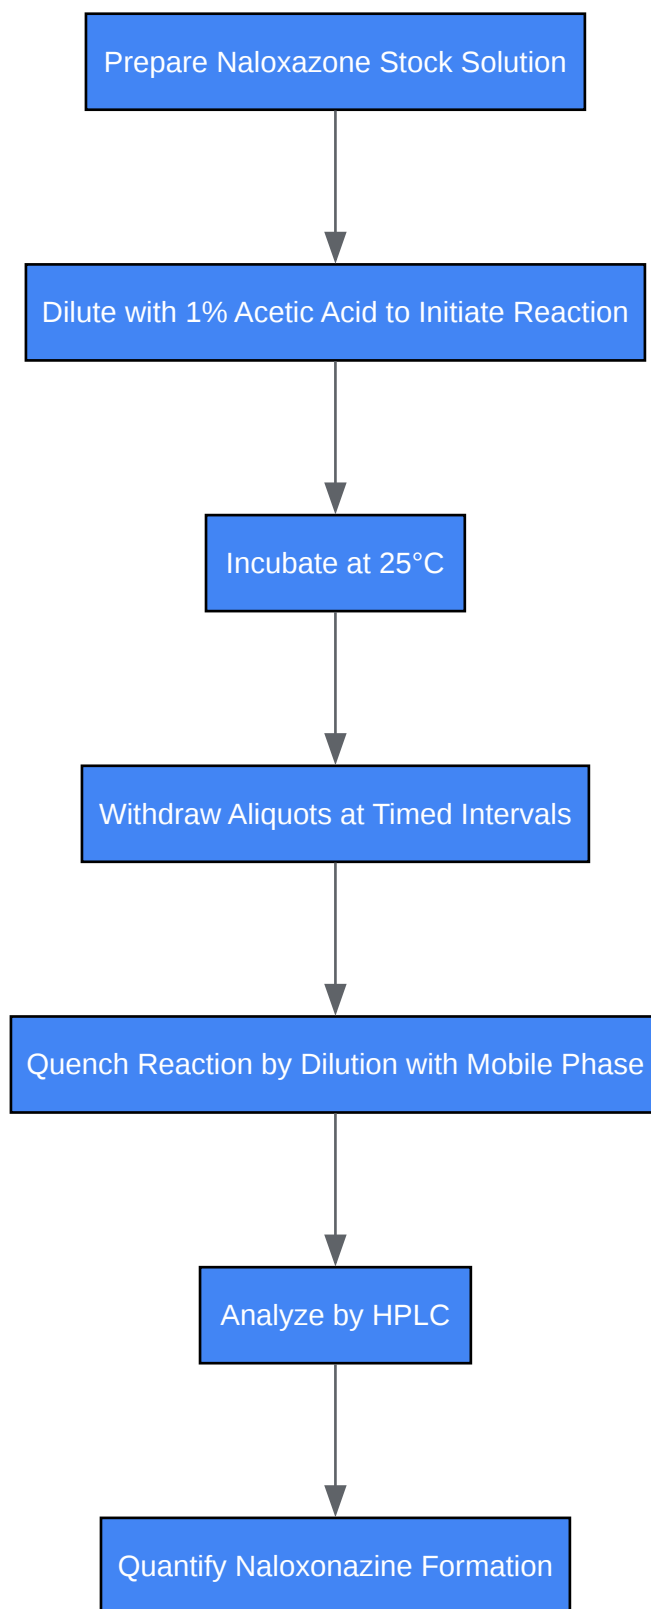 Prepare Naloxazone Stock Solution
Dilute with 1% Acetic Acid to Initiate Reaction
Incubate at 25°C
Withdraw Aliquots at Timed Intervals
Quench Reaction by Dilution with Mobile Phase
Analyze by HPLC
Quantify Naloxonazine Formation